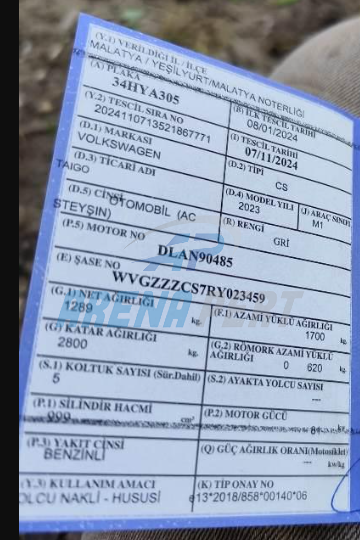 (Y.1) VERİLDİĞİ İL / İLÇE
MALATYA / YEŞİLYURT/MALATYA NOTERLİĞİ
(A) PLAKA
34HYA305
(B) İLK TESCİL TARİHİ
08/01/2024
(Y.2) TESCİL SIRA NO
2024110713521867771
(I) TESCİL TARİHİ
07/11/2024
(D.1) MARKASI
VOLKSWAGEN
(D.2) TİPİ
CS
(D.3) TİCARİ ADI
TAIGO
(D.4) MODEL YILI
2023
(J) ARAÇ SINIFI
M1
(D.5) CİNSİ
OTOMOBİL (AC
STEYŞIN)
(R) RENGİ
GRİ
(P.5) MOTOR NO
DLAN90485
(E) ŞASE NO
WVGZZZCS7RY023459
(G.1) NET AĞIRLIĞI
1289 kg.
(F.1) AZAMİ YÜKLÜ AĞIRLIĞI
1700 kg.
(G) KATAR AĞIRLIĞI
2800 kg.
(G.2) RÖMORK AZAMİ YÜKLÜ
AĞIRLIĞI
0 620 kg.
(S.1) KOLTUK SAYISI (Sür.Dahil)
5
(S.2) AYAKTA YOLCU SAYISI
---
(P.1) SİLİNDİR HACMİ
999 cm³
(P.2) MOTOR GÜCÜ
kw
(P.3) YAKIT CİNSİ
BENZİNLİ
(Q) GÜÇ AĞIRLIK ORANI(Motosiklet)
--- kw/kg
(Y.3) KULLANIM AMACI
OLCU NAKLİ - HUSUSİ
(K) TİP ONAY NO
e13*2018/858*00140*06
ARENA PERT